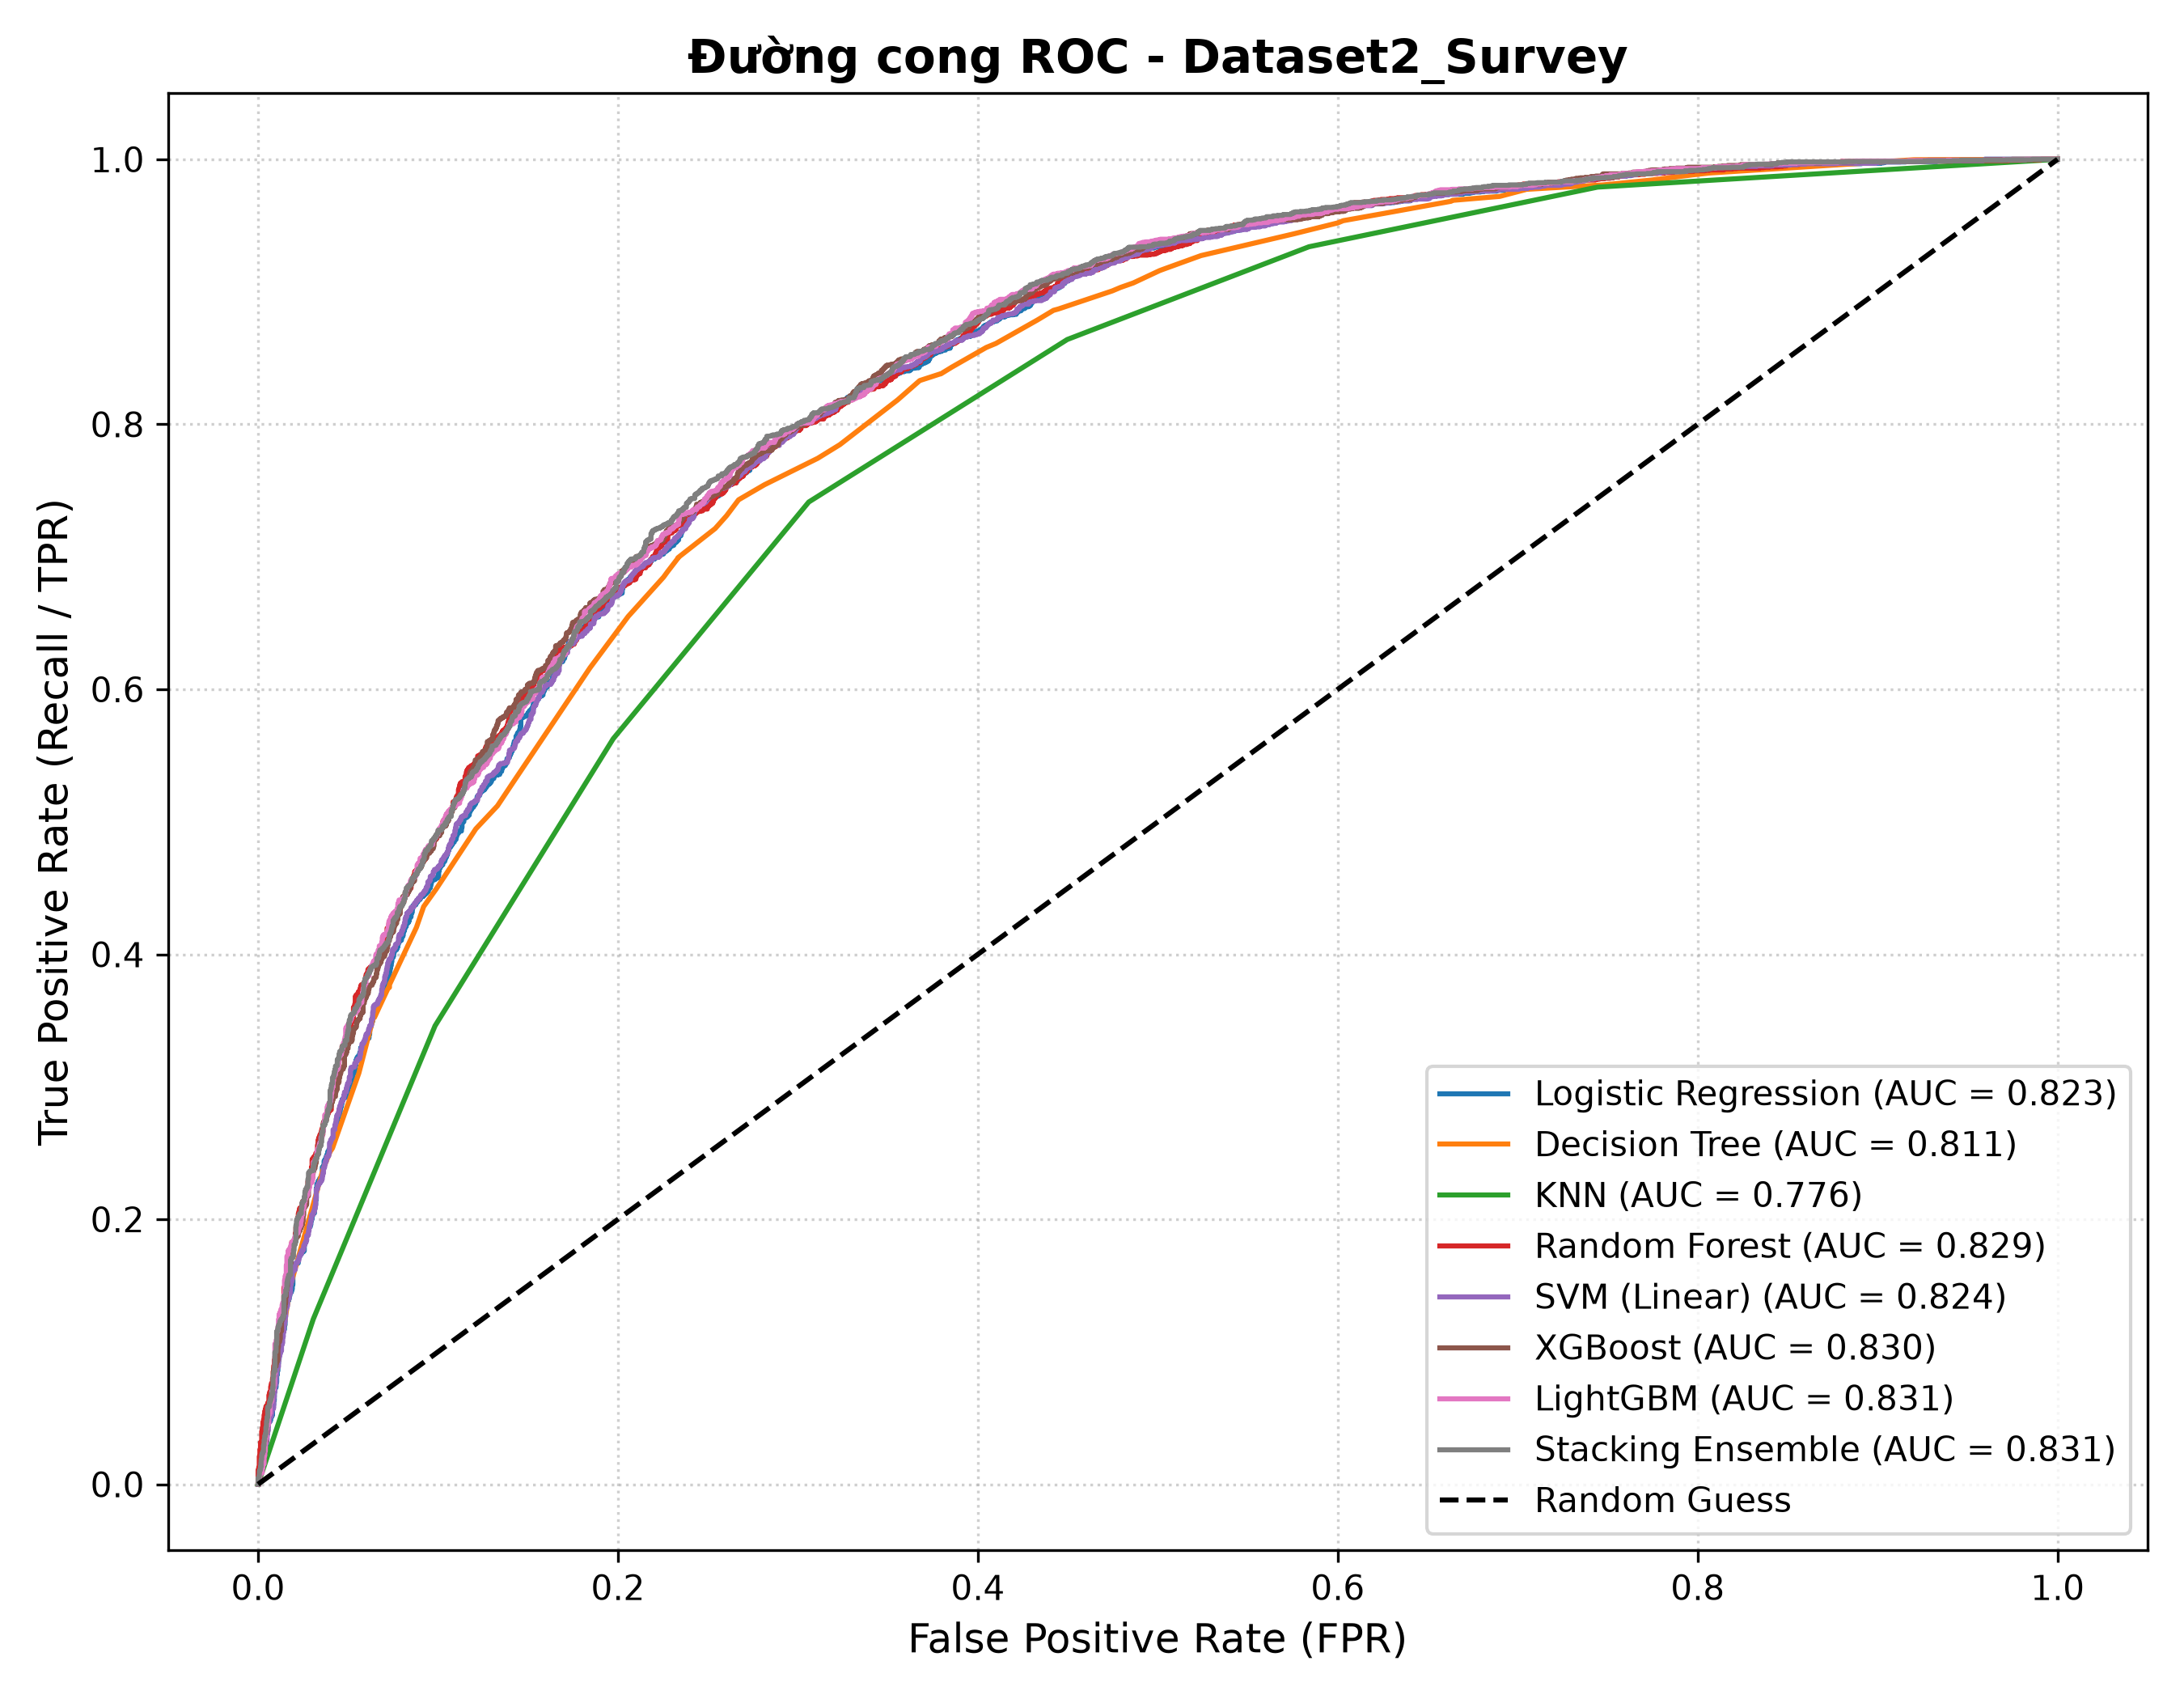 Đường cong ROC - Dataset2_Survey
True Positive Rate (Recall / TPR)
1.0
0.8
0.6
0.4
0.2
0.0
Logistic Regression (AUC = 0.823)
Decision Tree (AUC = 0.811)
KNN (AUC = 0.776)
Random Forest (AUC = 0.829)
SVM (Linear) (AUC = 0.824)
XGBoost (AUC = 0.830)
LightGBM (AUC = 0.831)
Stacking Ensemble (AUC = 0.831)
Random Guess
0.0 0.2 0.4 0.6 0.8 1.0
False Positive Rate (FPR)